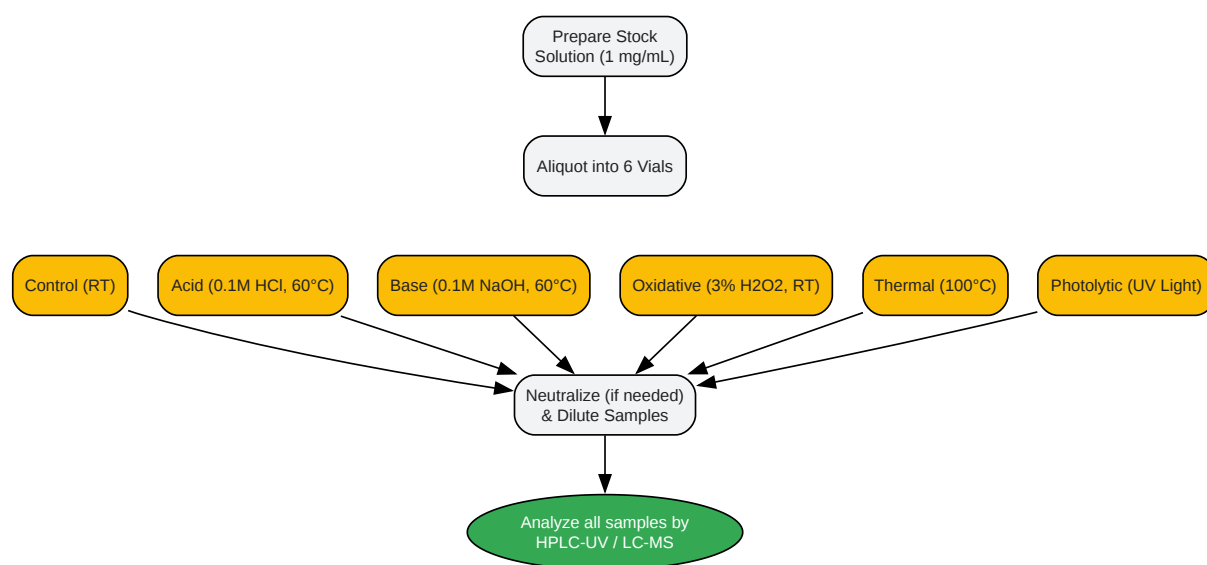 Prepare Stock
Solution (1 mg/mL)
Aliquot into 6 Vials
Control (RT)
Acid (0.1M HCl, 60°C)
Base (0.1M NaOH, 60°C)
Oxidative (3% H2O2, RT)
Thermal (100°C)
Photolytic (UV Light)
Neutralize (if needed)
& Dilute Samples
Analyze all samples by
HPLC-UV / LC-MS